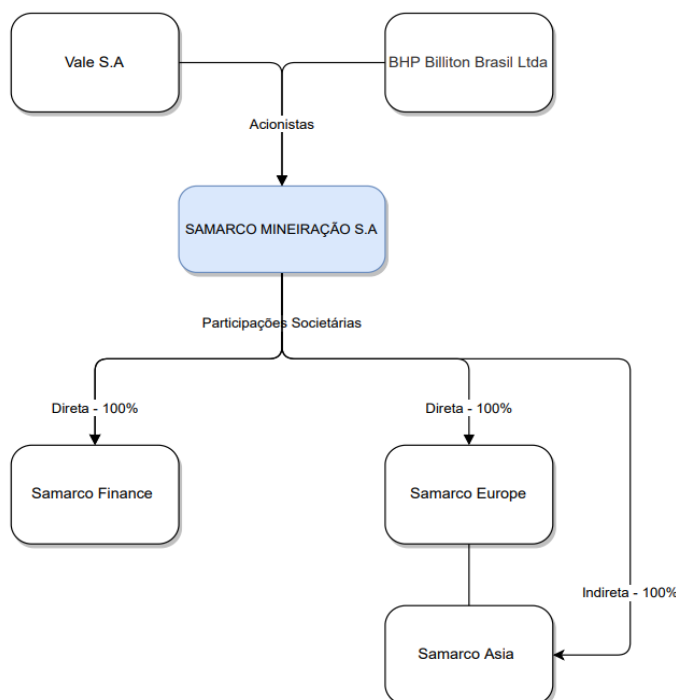 Vale S.A
BHP Billiton Brasil Ltda
Acionistas
SAMARCO MINEIRAÇÃO S.A
Participações Societárias
Direta - 100%
Direta - 100%
Samarco Finance
Samarco Europe
Indireta - 100%
Samarco Asia